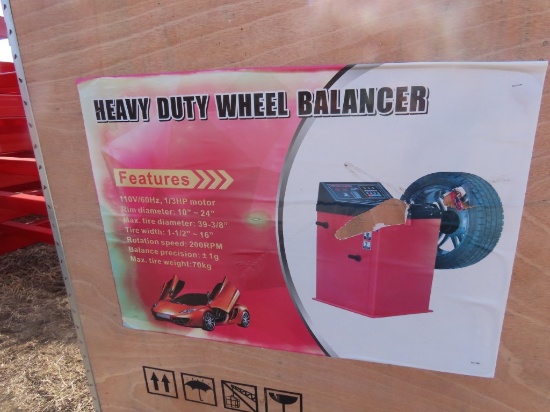 HEAVY DUTY WHEEL BALANCER
Features
110V/60Hz, 1/3HP motor
Rim diameter: 10" ~ 24"
Max. tire diameter: 39-3/8"
Tire width: 1-1/2" ~ 16"
Rotation speed: 200RPM
Balance precision: ±1g
Max. tire weight:70kg